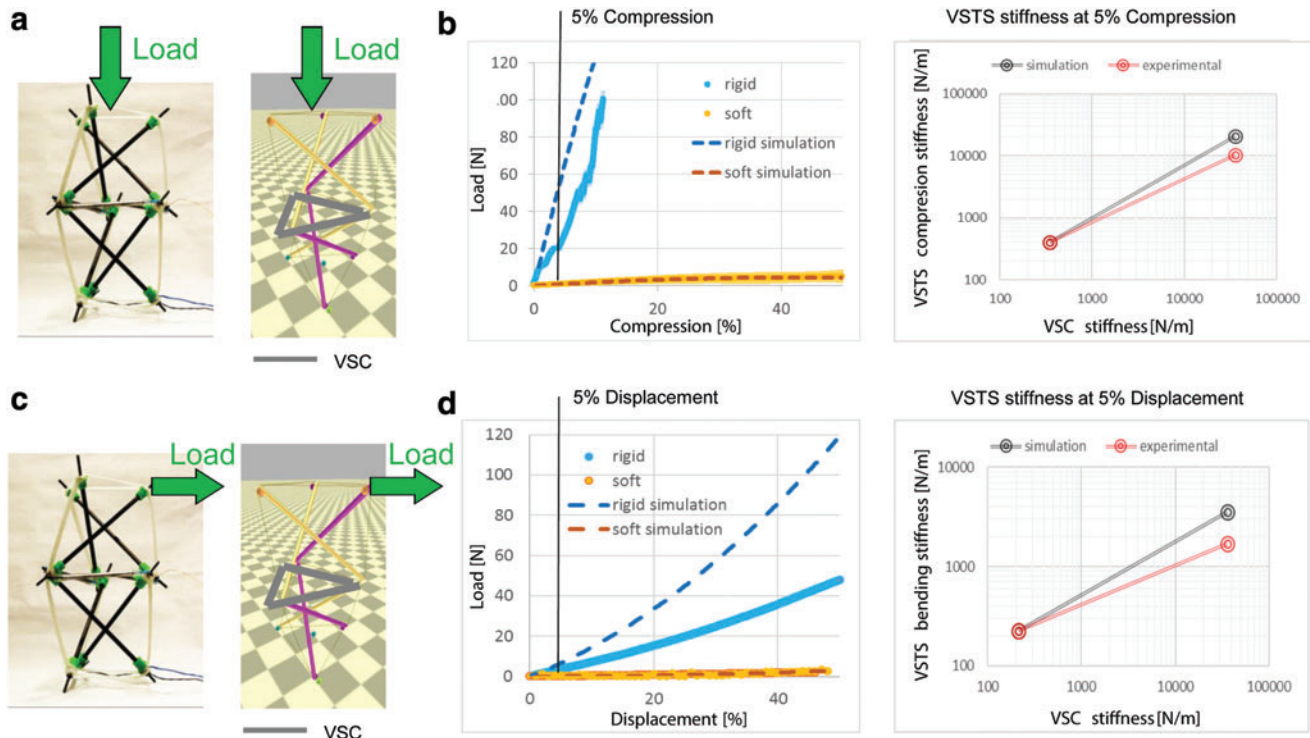 a
Load
Load
VSC
b
5% Compression
120
.00
80
60
40
20
0
0
20
40
Load [N]
Compression [%]
rigid
soft
rigid simulation
soft simulation
VSTS stiffness at 5% Compression
simulation
experimental
100000
10000
1000
100
100
1000
10000
100000
VSTS compresion stiffness [N/m]
VSC stiffness[N/m]
c
Load
Load
VSC
d
5% Displacement
120
100
80
60
40
20
0
0
20
40
Load [N]
Displacement [%]
rigid
soft
rigid simulation
soft simulation
VSTS stiffness at 5% Displacement
simulation
experimental
10000
1000
100
100
1000
10000
100000
VSTS bending stiffness [N/m]
VSC stiffness[N/m]